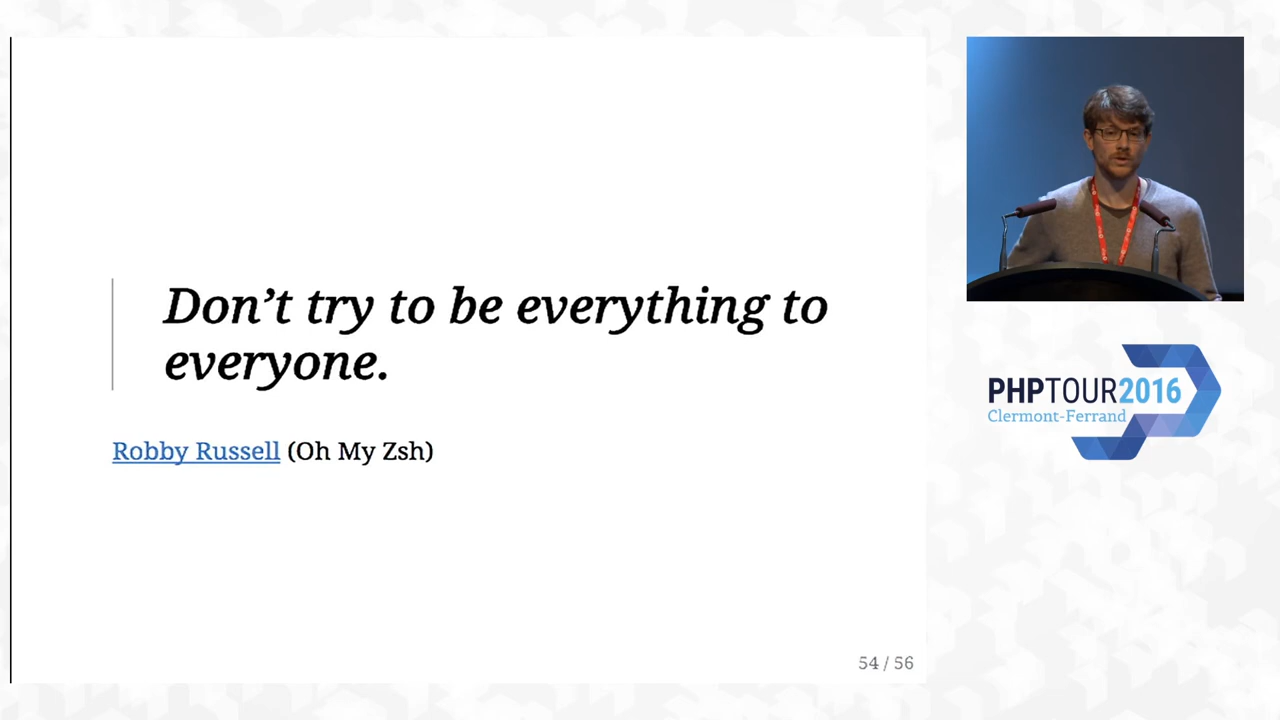 Don’t try to be everything to
everyone.
Robby Russell (Oh My Zsh)
54 / 56
PHPTOUR2016
Clermont-Ferrand